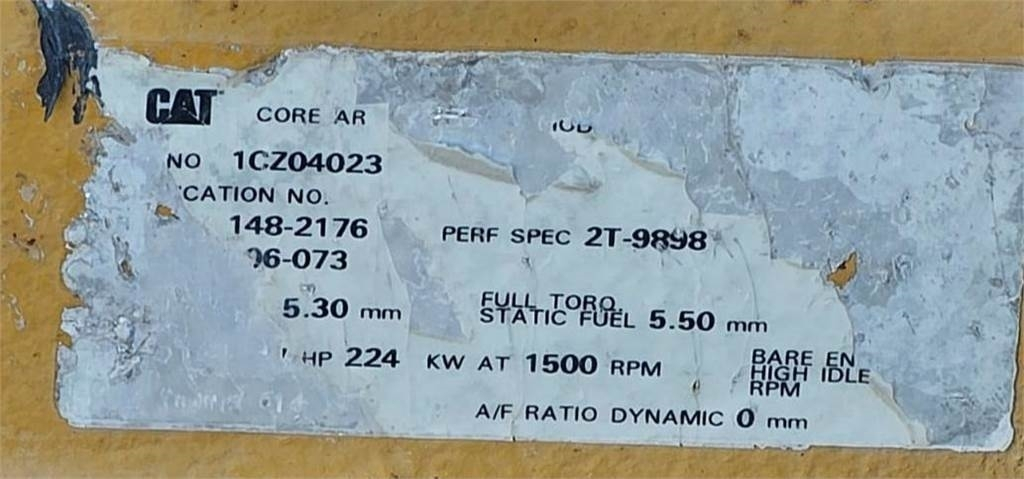 CAT CORE AR
NO 1CZ04023
CATION NO.
148-2176 PERF SPEC 2T-9898
96-073
5.30 mm FULL TORQ.
STATIC FUEL 5.50 mm
HP 224 KW AT 1500 RPM BARE EN
HIGH IDLE
RPM
A/F RATIO DYNAMIC 0 mm